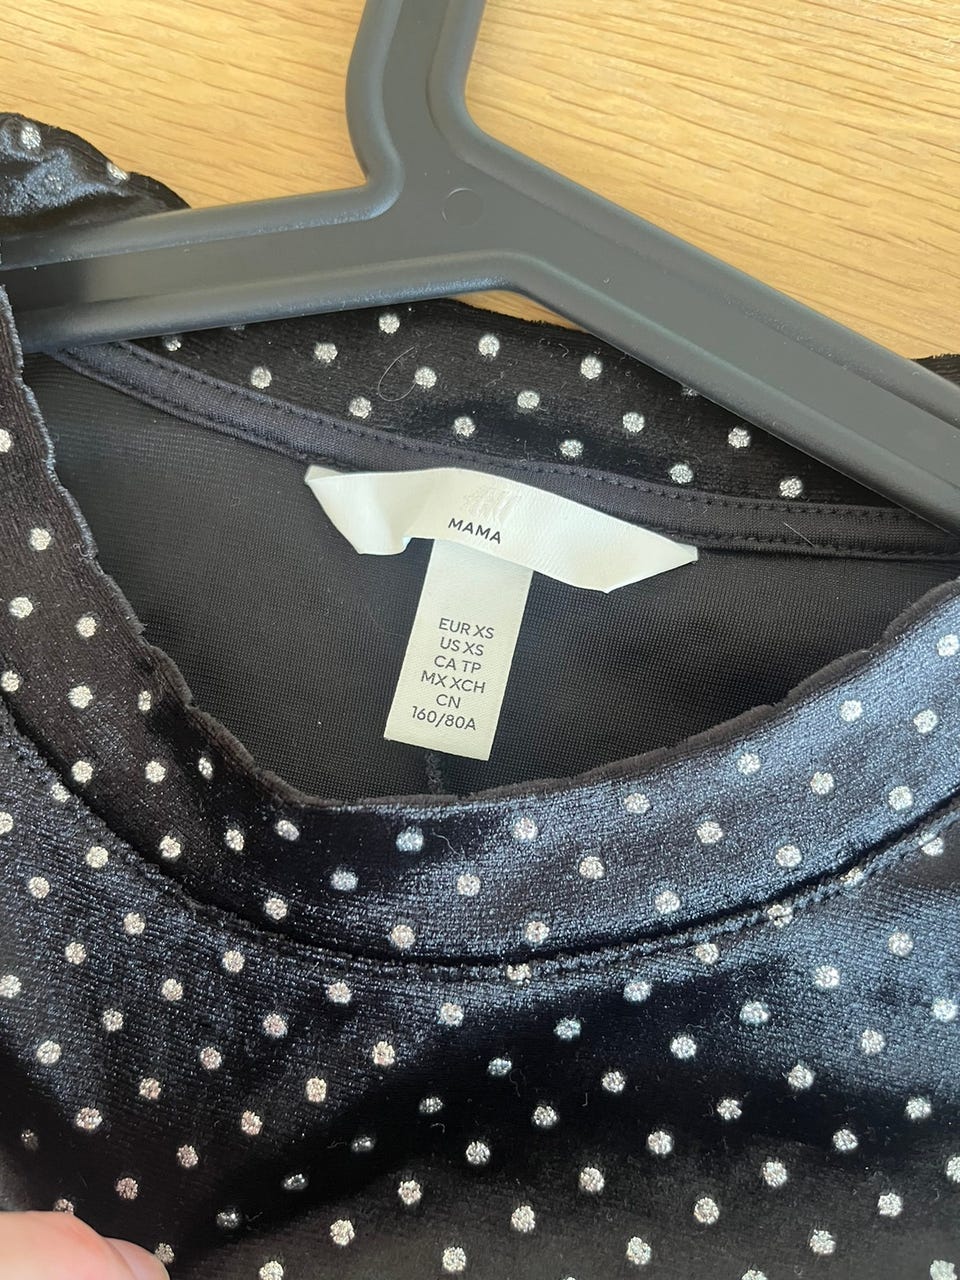 H&M
MAMA
EUR XS
US XS
CA TP
MX XCH
CN
160/80A